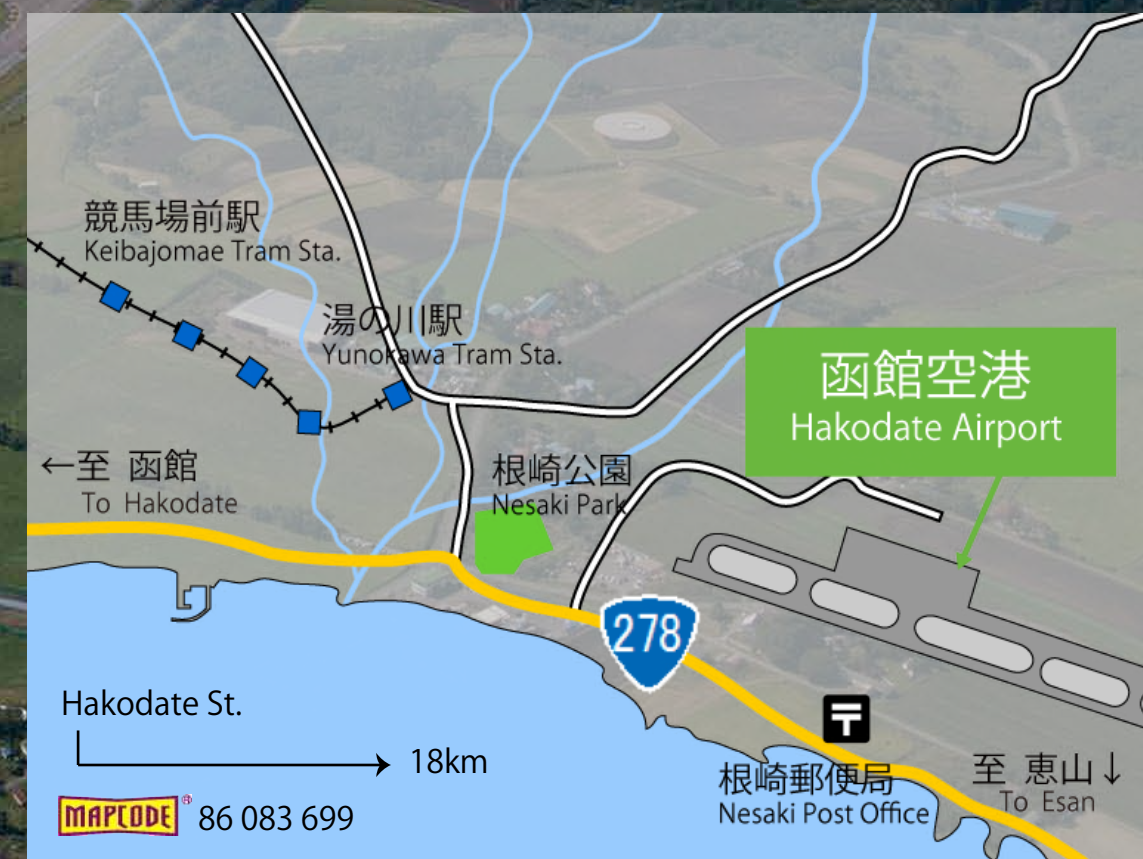 競馬場前駅
Keibajomae Tram Sta.
湯の川駅
Yunokawa Tram Sta.
函館空港
Hakodate Airport
←至 函館
To Hakodate
根崎公園
Nesaki Park
278
Hakodate St.
18km
MAPCODE® 86 083 699
〒
根崎郵便局
Nesaki Post Office
至 恵山↓
To Esan